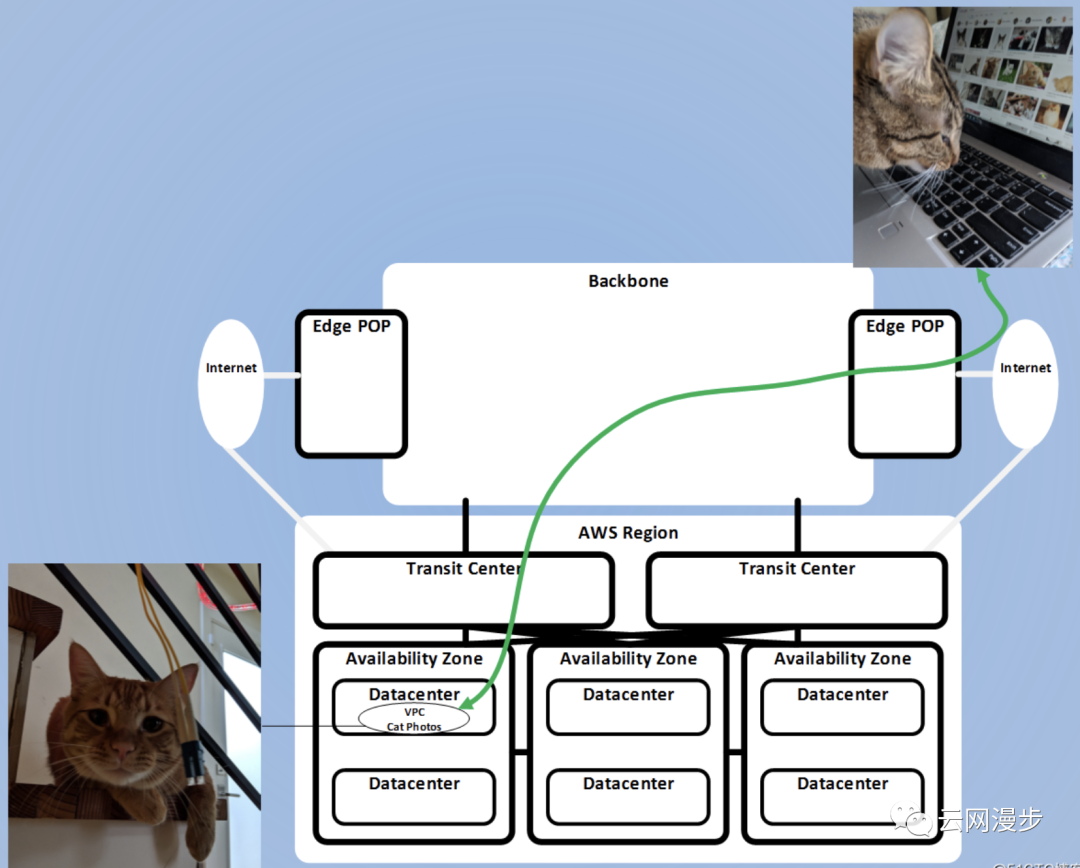 Backbone
Edge POP
Edge POP
Internet
Internet
AWS Region
Transit Center
Transit Center
Availability Zone
Availability Zone
Availability Zone
Datacenter
Datacenter
Datacenter
VPC
Cat Photos
Datacenter
Datacenter
Datacenter
云网漫步